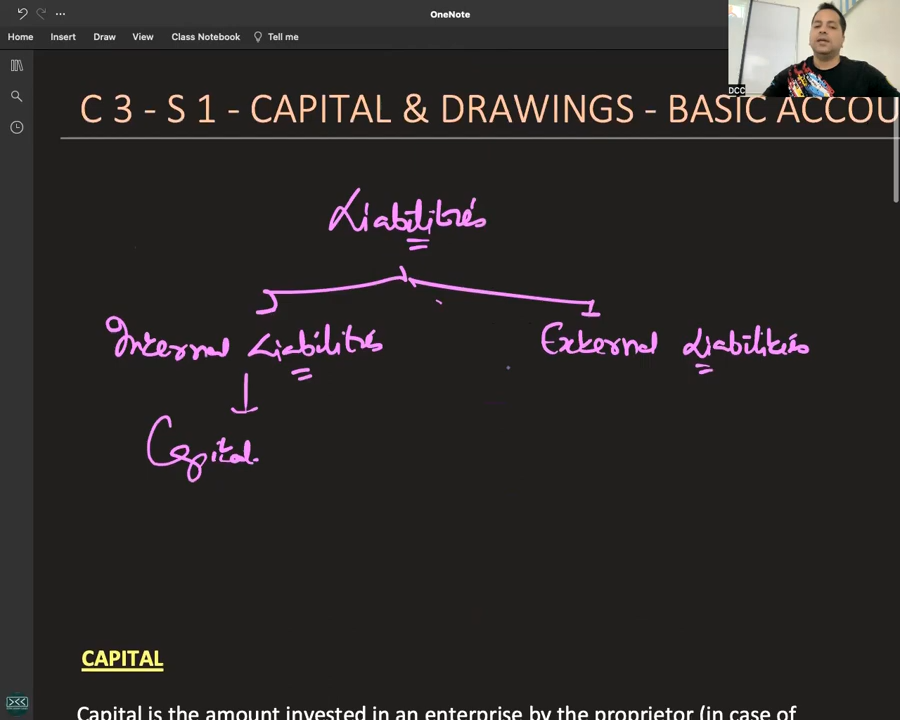 OneNote
Home Insert Draw View Class Notebook Tell me
DCC
C 3 - S 1 - CAPITAL & DRAWINGS - BASIC ACCOU
Liabilities
Internal Liabilities External Liabilities
Capital.
CAPITAL
Capital is the amount invested in an enterprise by the proprietor (in case of